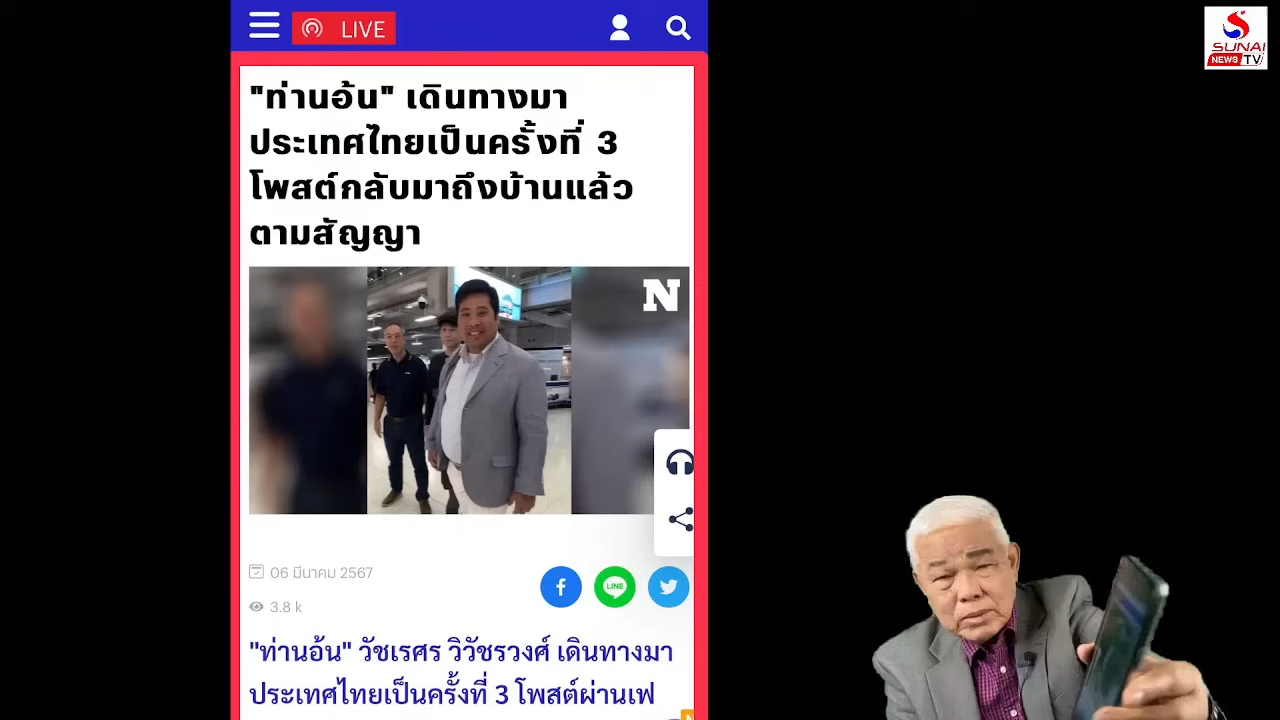 LIVE
SUNAI
NEWS TV
"ท่านอ้น" เดินทางมา
ประเทศไทยเป็นครั้งที่ 3
โพสต์กลับมาถึงบ้านแล้ว
ตามสัญญา
N
06 มีนาคม 2567
3.8 k
LINE
"ท่านอ้น" วัชเรศร วิวัชรวงศ์ เดินทางมา
ประเทศไทยเป็นครั้งที่ 3 โพสต์ผ่านเฟ